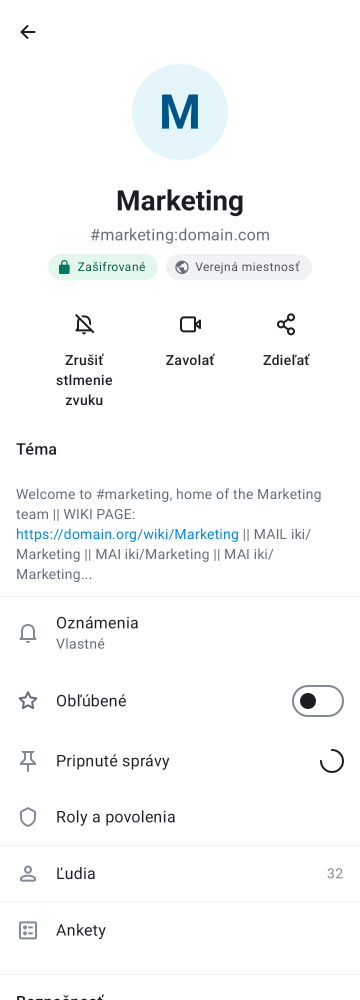 M
Marketing
#marketing:domain.com
Zašifrované
Verejná miestnosť
Zrušiť
stlmenie
zvuku
Zavolať
Zdieľať
Téma
Welcome to #marketing, home of the Marketing
team || WIKI PAGE:
https://domain.org/wiki/Marketing || MAIL iki/
Marketing || MAI iki/Marketing || MAI iki/
Marketing...
Oznámenia
Vlastné
Obľúbené
Pripnuté správy
Roly a povolenia
Ľudia
32
Ankety
Bezpečnosť